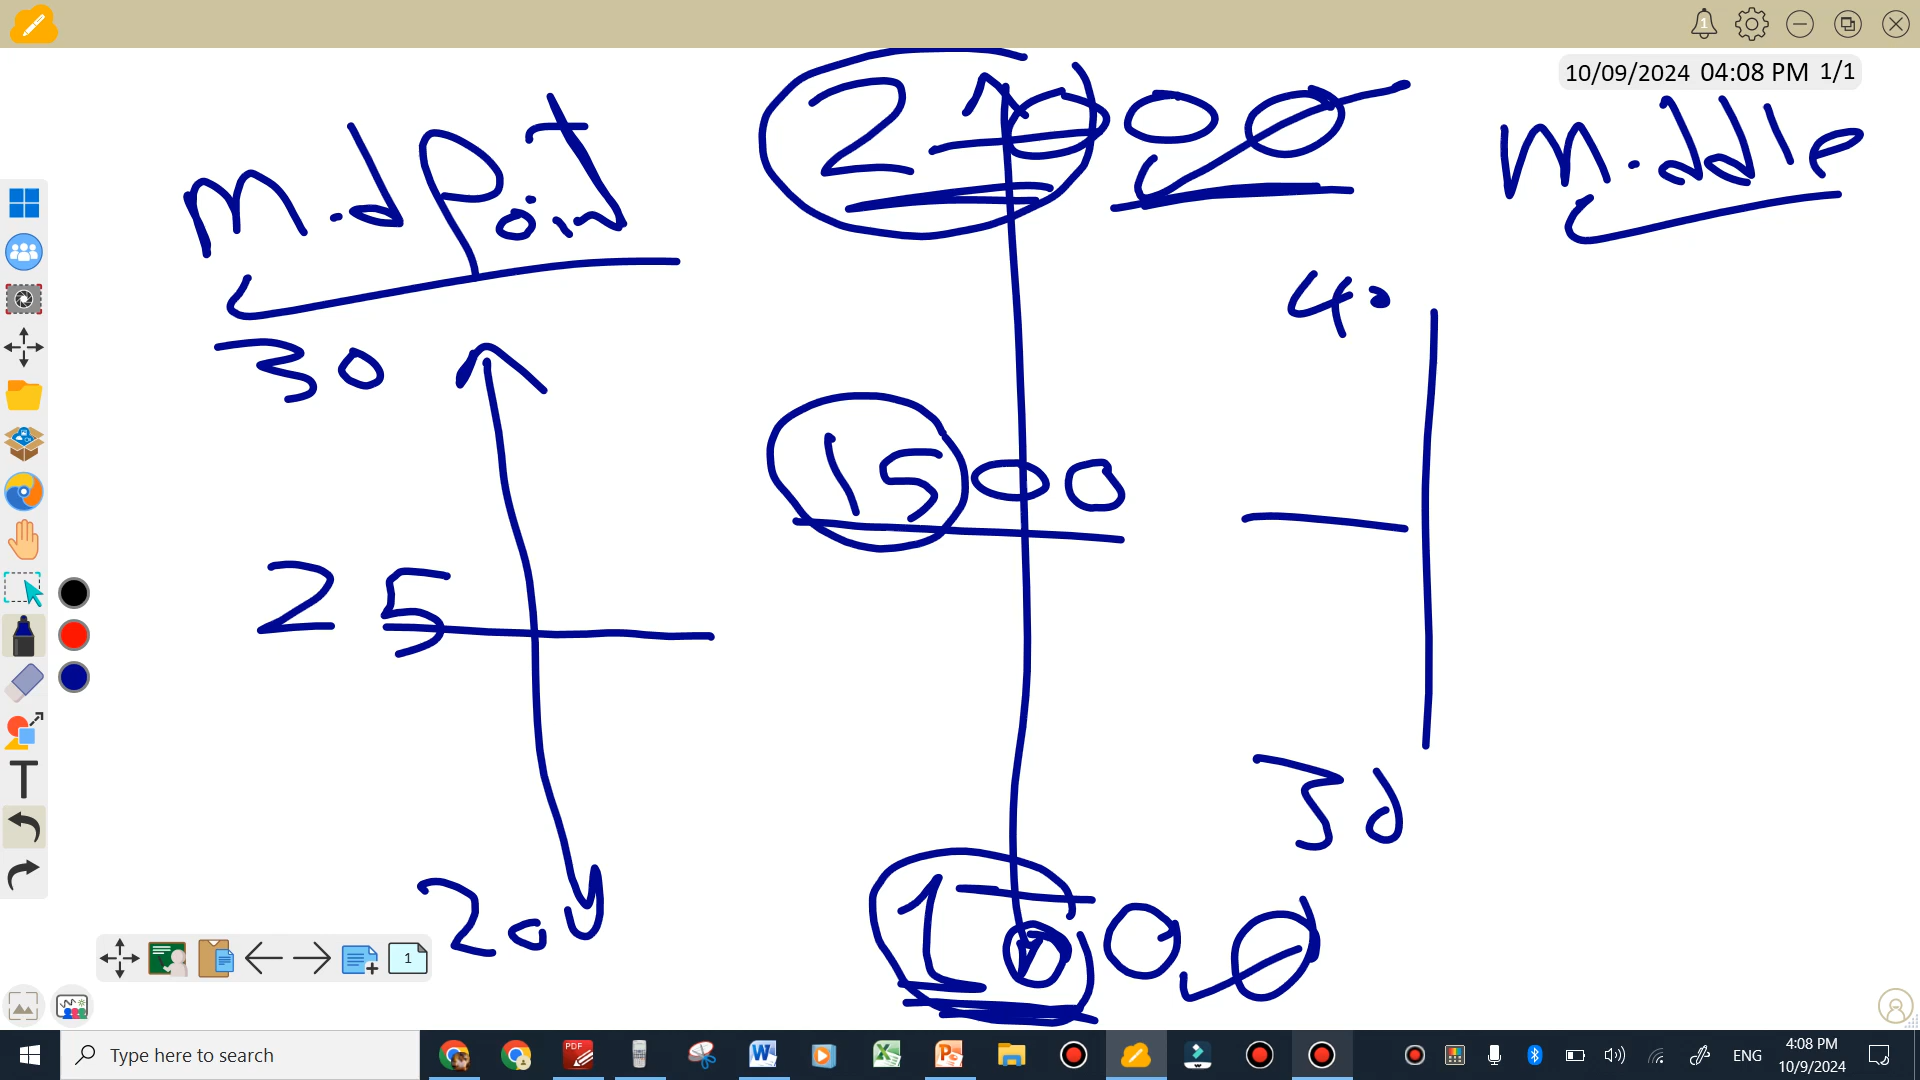 10/09/2024 04:08 PM 1/1
midpoint
2000
middle
30
40
1500
25
30
20
1000
1
Type here to search
ENG
4:08 PM
10/9/2024